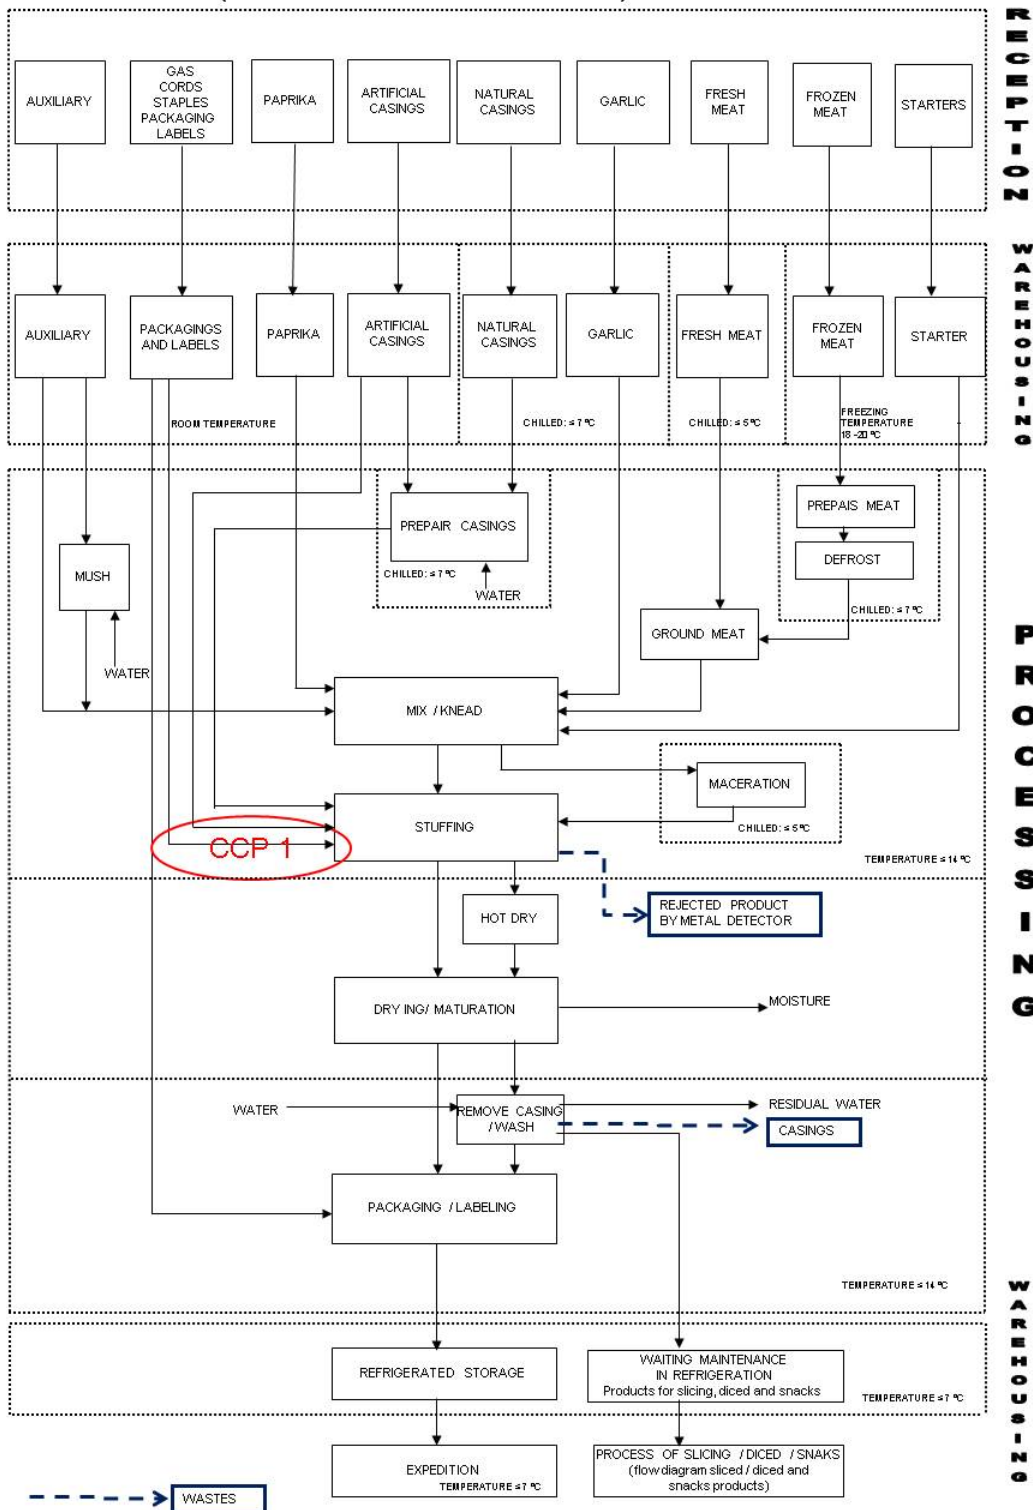 RECEPTION
AUXILIARY
GAS
CORDS
STAPLES
PACKAGING
LABELS
PAPRIKA
ARTIFICIAL
CASINGS
NATURAL
CASINGS
GARLIC
FRESH
MEAT
FROZEN
MEAT
STARTERS
WAREHOUSING
AUXILIARY
PACKAGINGS
AND LABELS
PAPRIKA
ARTIFICIAL
CASINGS
NATURAL
CASINGS
GARLIC
FRESH MEAT
FROZEN
MEAT
STARTER
ROOM TEMPERATURE
CHILLED: ≤ 7 ºC
CHILLED: ≤ 5ºC
FREEZING
TEMPERATURE
18 -20 ºC
PROCESSING
PREPAIR CASINGS
CHILLED: ≤ 7 ºC
WATER
PREPAIS MEAT
DEFROST
CHILLED: ≤ 7ºC
MUSH
WATER
GROUND MEAT
MIX / KNEAD
MACERATION
CHILLED: ≤ 5ºC
STUFFING
CCP 1
TEMPERATURE ≤ 14 ºC
HOT DRY
REJECTED PRODUCT
BY METAL DETECTOR
DRYING/ MATURATION
MOISTURE
WATER
REMOVE CASING
/ WASH
RESIDUAL WATER
CASINGS
PACKAGING / LABELING
TEMPERATURE ≤ 14 ºC
WAREHOUSING
REFRIGERATED STORAGE
WAITING MAINTENANCE
IN REFRIGERATION
Products for slicing, diced and snacks
TEMPERATURE ≤7 ºC
EXPEDITION
TEMPERATURE ≤7 ºC
PROCESS OF SLICING / DICED / SNAKS
(flow diagram sliced / diced and
snacks products)
WASTES